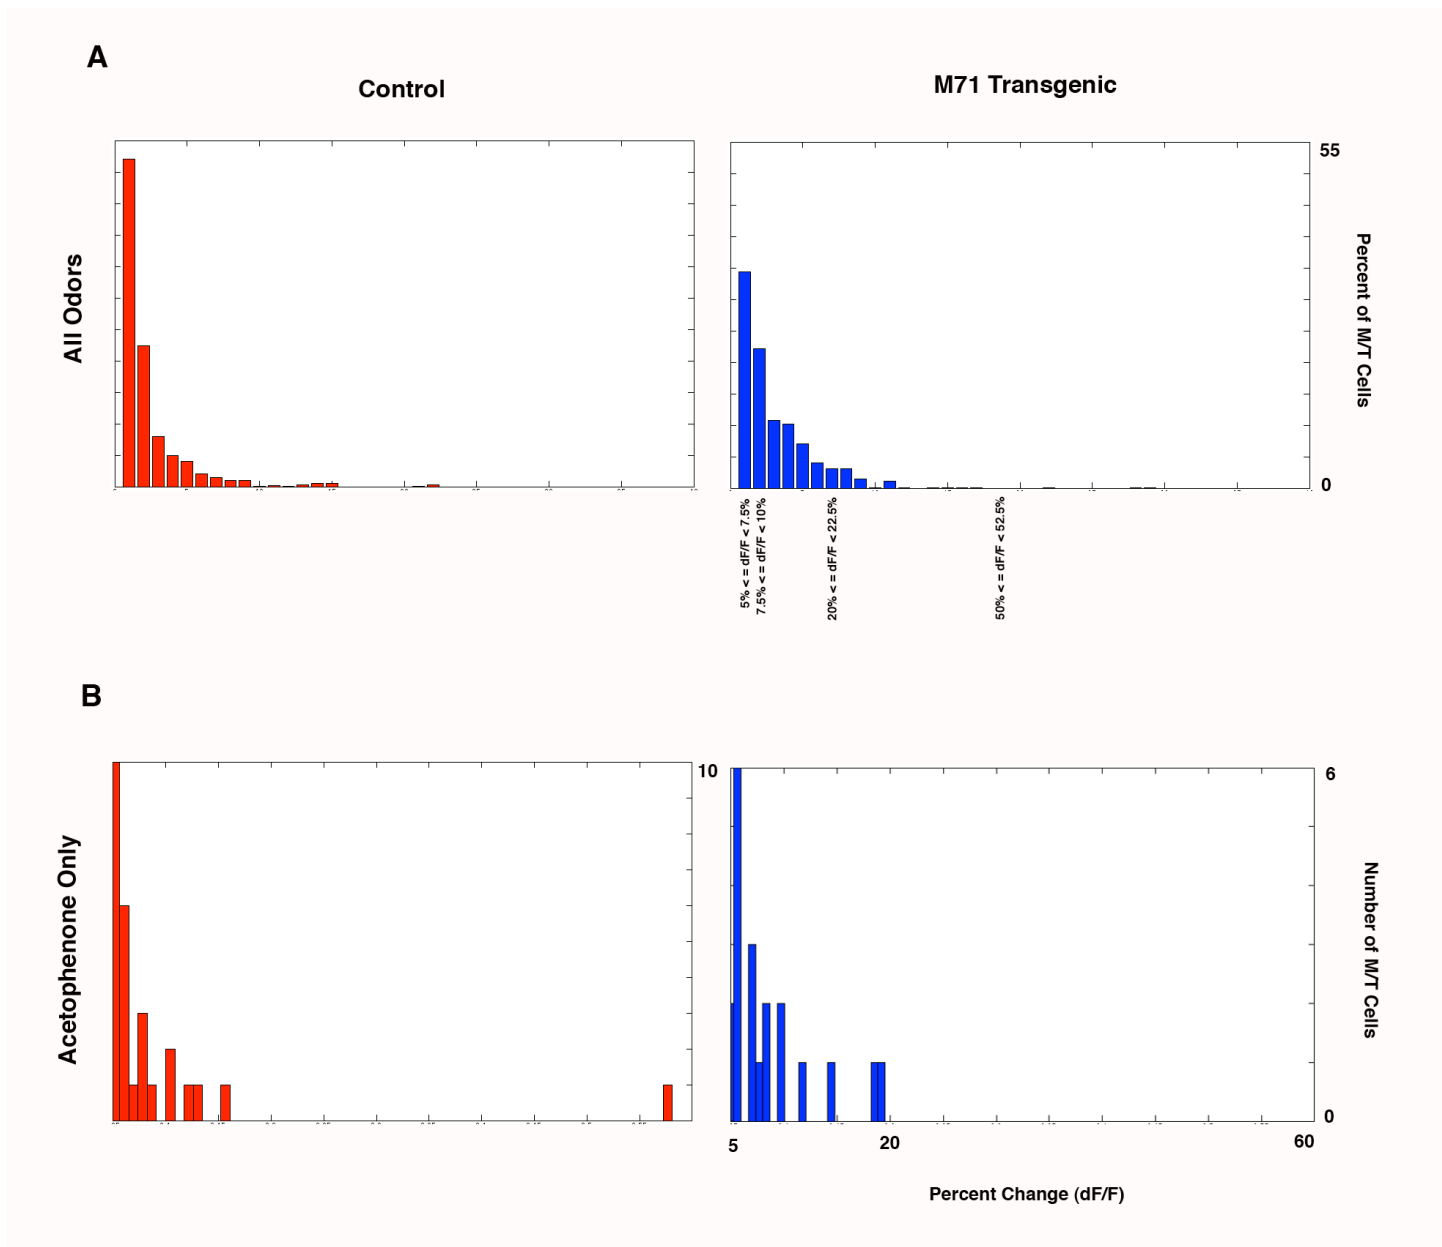 A
Control
M71 Transgenic
All Odors
55
Percent of M/T Cells
0
5% < = dF/F < 7.5%
7.5% < = dF/F < 10%
20% < = dF/F < 22.5%
50% < = dF/F < 52.5%
B
Acetophenone Only
10
6
Number of M/T Cells
0
5
20
60
Percent Change (dF/F)